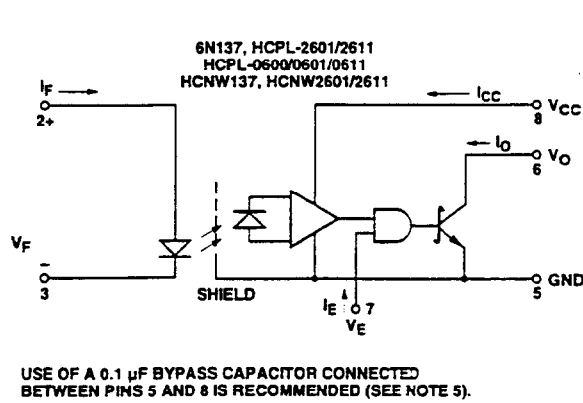 6N137, HCPL-2601/2611
HCPL-0600/0601/0611
HCNW137, HCNW2601/2611
IF
2+
ICC
8
VCC
IO
6
VO
VF
–
3
SHIELD
IE
7
VE
5
GND
USE OF A 0.1 µF BYPASS CAPACITOR CONNECTED
BETWEEN PINS 5 AND 8 IS RECOMMENDED (SEE NOTE 5).